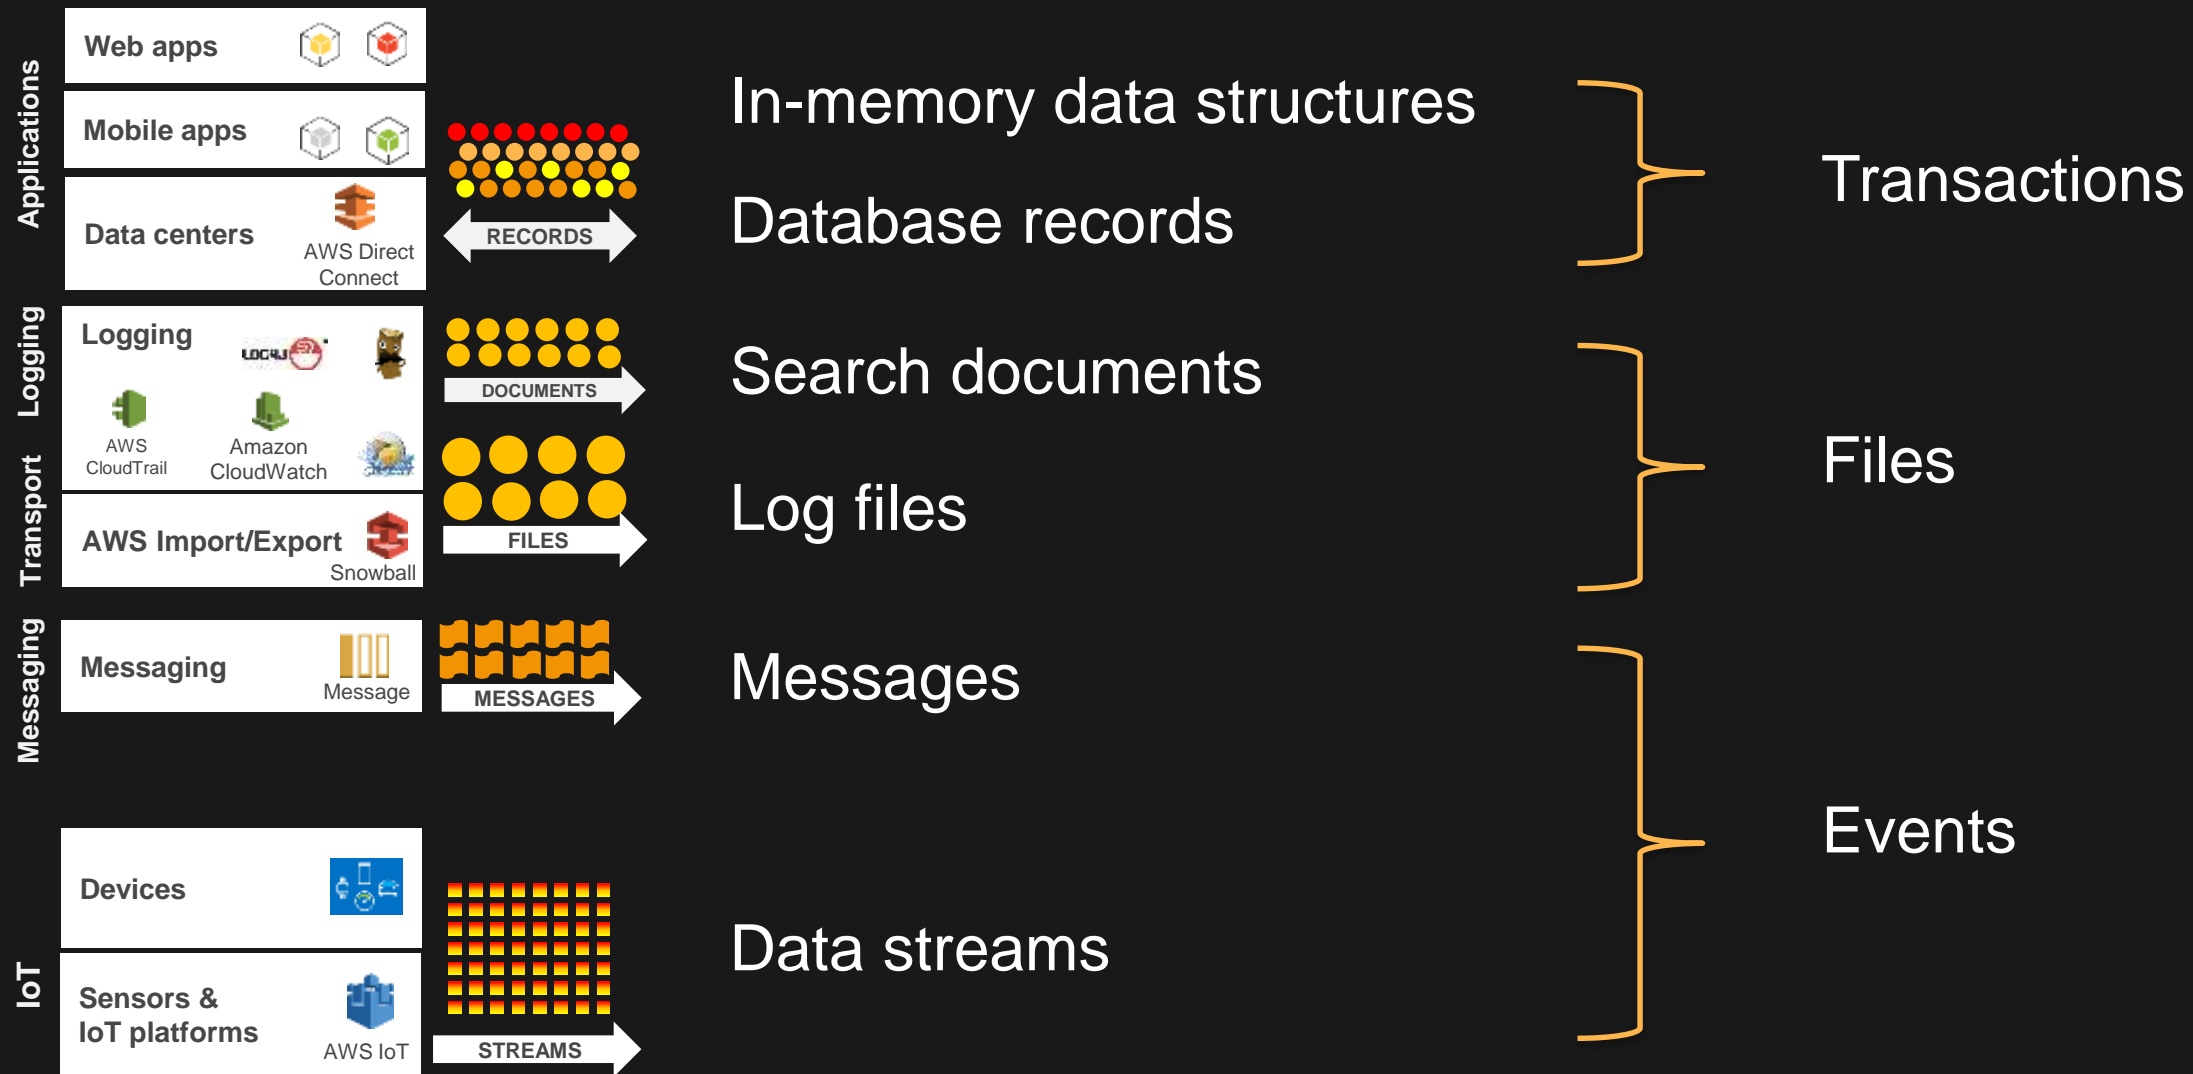 Applications
Web apps
Mobile apps
Data centers
AWS Direct
Connect
RECORDS
In-memory data structures
Database records
Transactions
Logging
Logging
LOG4J
AWS
CloudTrail
Amazon
CloudWatch
DOCUMENTS
Search documents
Transport
AWS Import/Export
Snowball
FILES
Log files
Files
Messaging
Messaging
Message
MESSAGES
Messages
IoT
Devices
Sensors &
IoT platforms
AWS IoT
STREAMS
Data streams
Events